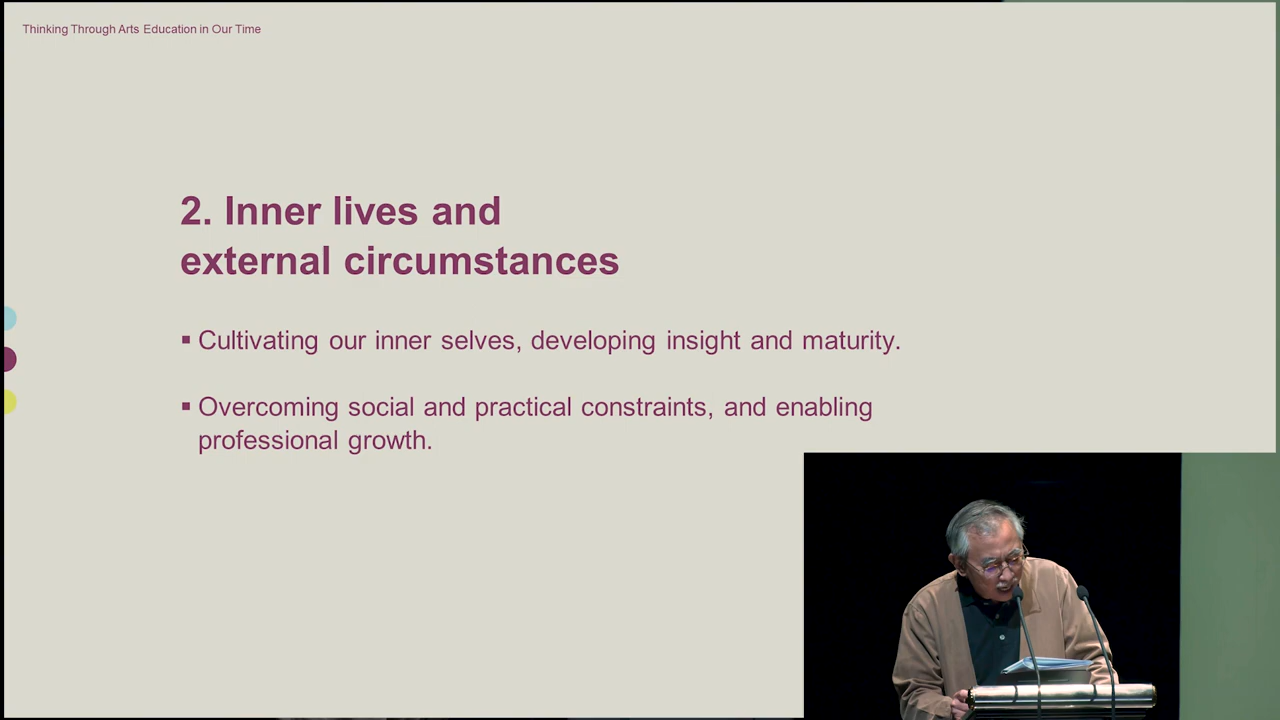 Thinking Through Arts Education in Our Time
2. Inner lives and
external circumstances
▪ Cultivating our inner selves, developing insight and maturity.
▪ Overcoming social and practical constraints, and enabling
professional growth.